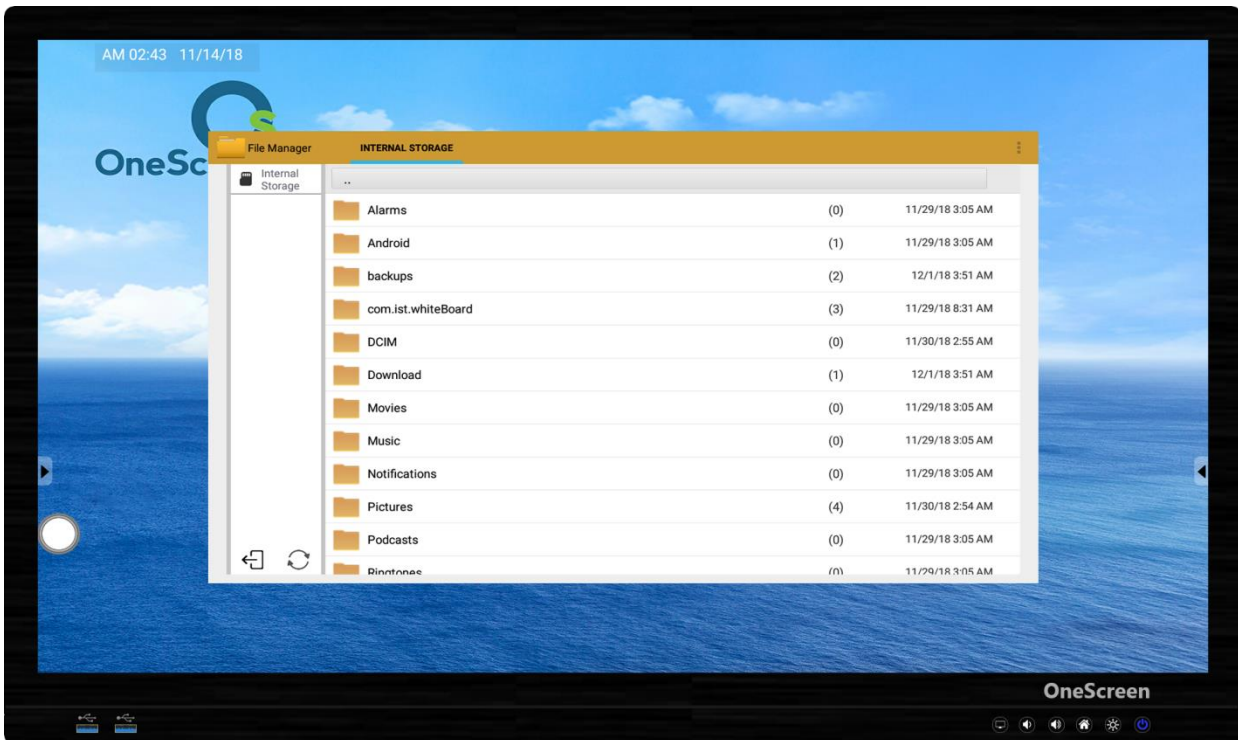 AM 02:43 11/14/18
OneSc
File Manager
INTERNAL STORAGE
Internal
Storage
..
Alarms (0) 11/29/18 3:05 AM
Android (1) 11/29/18 3:05 AM
backups (2) 12/1/18 3:51 AM
com.ist.whiteBoard (3) 11/29/18 8:31 AM
DCIM (0) 11/30/18 2:55 AM
Download (1) 12/1/18 3:51 AM
Movies (0) 11/29/18 3:05 AM
Music (0) 11/29/18 3:05 AM
Notifications (0) 11/29/18 3:05 AM
Pictures (4) 11/30/18 2:54 AM
Podcasts (0) 11/29/18 3:05 AM
Ringtones (0) 11/29/18 3:05 AM
OneScreen